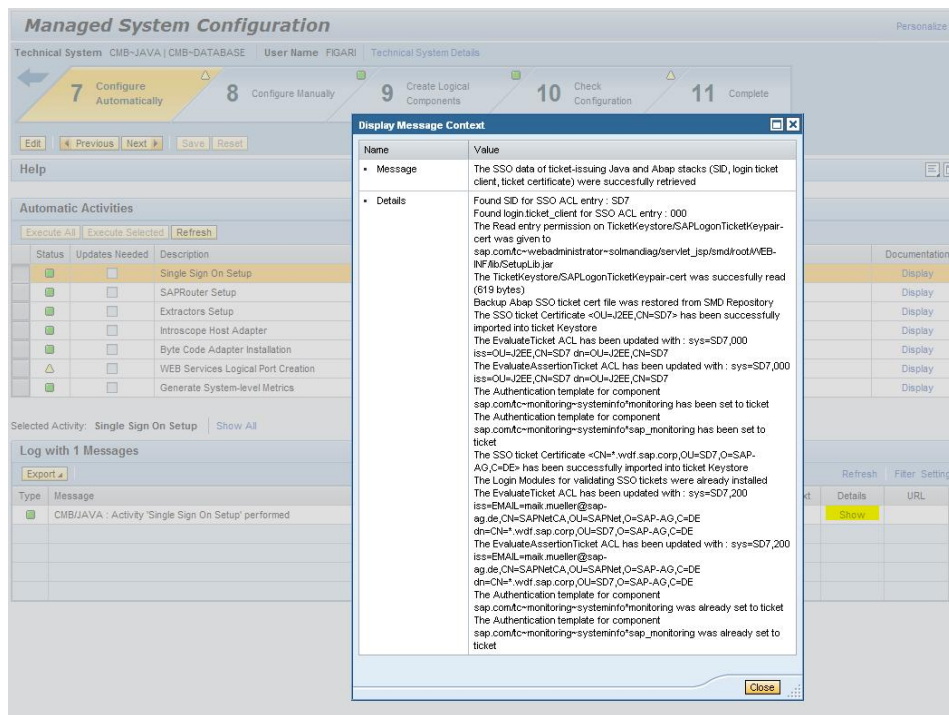 Managed System Configuration
Personalize
Technical System CMB~JAVA | CMB~DATABASE User Name FIGARI Technical System Details
7 Configure Automatically
8 Configure Manually
9 Create Logical Components
10 Check Configuration
11 Complete
Edit Previous Next Save Reset
Help
Automatic Activities
Execute All Execute Selected Refresh
Status Updates Needed Description Documentation
Single Sign On Setup Display
SAPRouter Setup Display
Extractors Setup Display
Introscope Host Adapter Display
Byte Code Adapter Installation Display
WEB Services Logical Port Creation Display
Generate System-level Metrics Display
Selected Activity: Single Sign On Setup Show All
Log with 1 Messages
Export Refresh Filter Setting
Type Message Details URL
CMB/JAVA : Activity 'Single Sign On Setup' performed Show
Display Message Context
Name Value
Message The SSO data of ticket-issuing Java and Abap stacks (SID, login ticket
client, ticket certificate) were succesfully retrieved
Details Found SID for SSO ACL entry : SD7
Found login.ticket_client for SSO ACL entry : 000
The Read entry permission on TicketKeystore/SAPLogonTicketKeypair-
cert was given to
sap.com/tc~webadministrator~solmandiag/servlet_jsp/smd/root/WEB-
INF/lib/SetupLib.jar
The TicketKeystore/SAPLogonTicketKeypair-cert was succesfully read
(619 bytes)
Backup Abap SSO ticket cert file was restored from SMD Repository
The SSO ticket Certificate <OU=J2EE,CN=SD7> has been successfully
imported into ticket Keystore
The EvaluateTicket ACL has been updated with : sys=SD7,000
iss=OU=J2EE,CN=SD7 dn=OU=J2EE,CN=SD7
The EvaluateAssertionTicket ACL has been updated with : sys=SD7,000
iss=OU=J2EE,CN=SD7 dn=OU=J2EE,CN=SD7
The Authentication template for component
sap.com/tc~monitoring~systeminfo*monitoring has been set to ticket
The Authentication template for component
sap.com/tc~monitoring~systeminfo*sap_monitoring has been set to
ticket
The SSO ticket Certificate <CN=*.wdf.sap.corp,OU=SD7,O=SAP-
AG,C=DE> has been successfully imported into ticket Keystore
The Login Modules for validating SSO tickets were already installed
The EvaluateTicket ACL has been updated with : sys=SD7,200
iss=EMAIL=maik.mueller@sap-
ag.de,CN=SAPNetCA,OU=SAPNet,O=SAP-AG,C=DE
dn=CN=*.wdf.sap.corp,OU=SD7,O=SAP-AG,C=DE
The EvaluateAssertionTicket ACL has been updated with : sys=SD7,200
iss=EMAIL=maik.mueller@sap-
ag.de,CN=SAPNetCA,OU=SAPNet,O=SAP-AG,C=DE
dn=CN=*.wdf.sap.corp,OU=SD7,O=SAP-AG,C=DE
The Authentication template for component
sap.com/tc~monitoring~systeminfo*monitoring was already set to ticket
The Authentication template for component
sap.com/tc~monitoring~systeminfo*sap_monitoring was already set to
ticket
Close